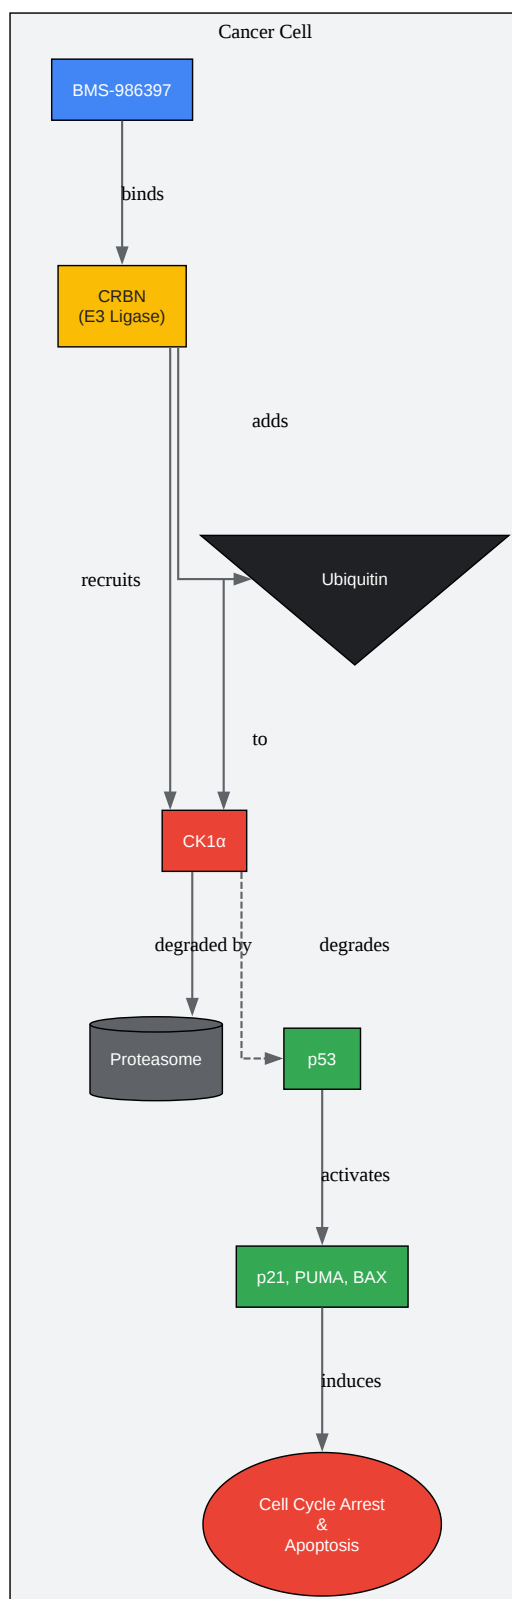 Cancer Cell
BMS-986397
binds
CRBN
(E3 Ligase)
adds
recruits
Ubiquitin
to
CK1α
degraded by
degrades
Proteasome
p53
activates
p21, PUMA, BAX
induces
Cell Cycle Arrest
&
Apoptosis